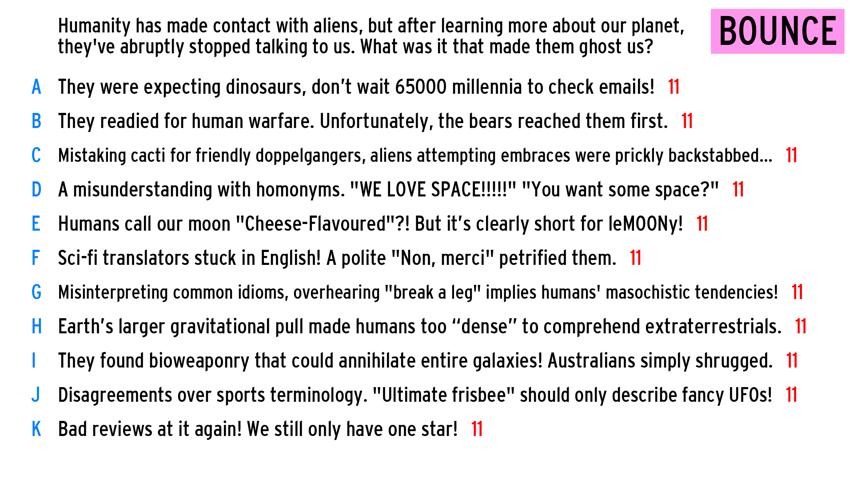 Humanity has made contact with aliens, but after learning more about our planet,
they've abruptly stopped talking to us. What was it that made them ghost us?
BOUNCE
A They were expecting dinosaurs, don’t wait 65000 millennia to check emails! 11
B They readied for human warfare. Unfortunately, the bears reached them first. 11
C Mistaking cacti for friendly doppelgangers, aliens attempting embraces were prickly backstabbed... 11
D A misunderstanding with homonyms. "WE LOVE SPACE!!!!!" "You want some space?" 11
E Humans call our moon "Cheese-Flavoured"?! But it’s clearly short for leMOONy! 11
F Sci-fi translators stuck in English! A polite "Non, merci" petrified them. 11
G Misinterpreting common idioms, overhearing "break a leg" implies humans' masochistic tendencies! 11
H Earth’s larger gravitational pull made humans too “dense” to comprehend extraterrestrials. 11
I They found bioweaponry that could annihilate entire galaxies! Australians simply shrugged. 11
J Disagreements over sports terminology. "Ultimate frisbee" should only describe fancy UFOs! 11
K Bad reviews at it again! We still only have one star! 11